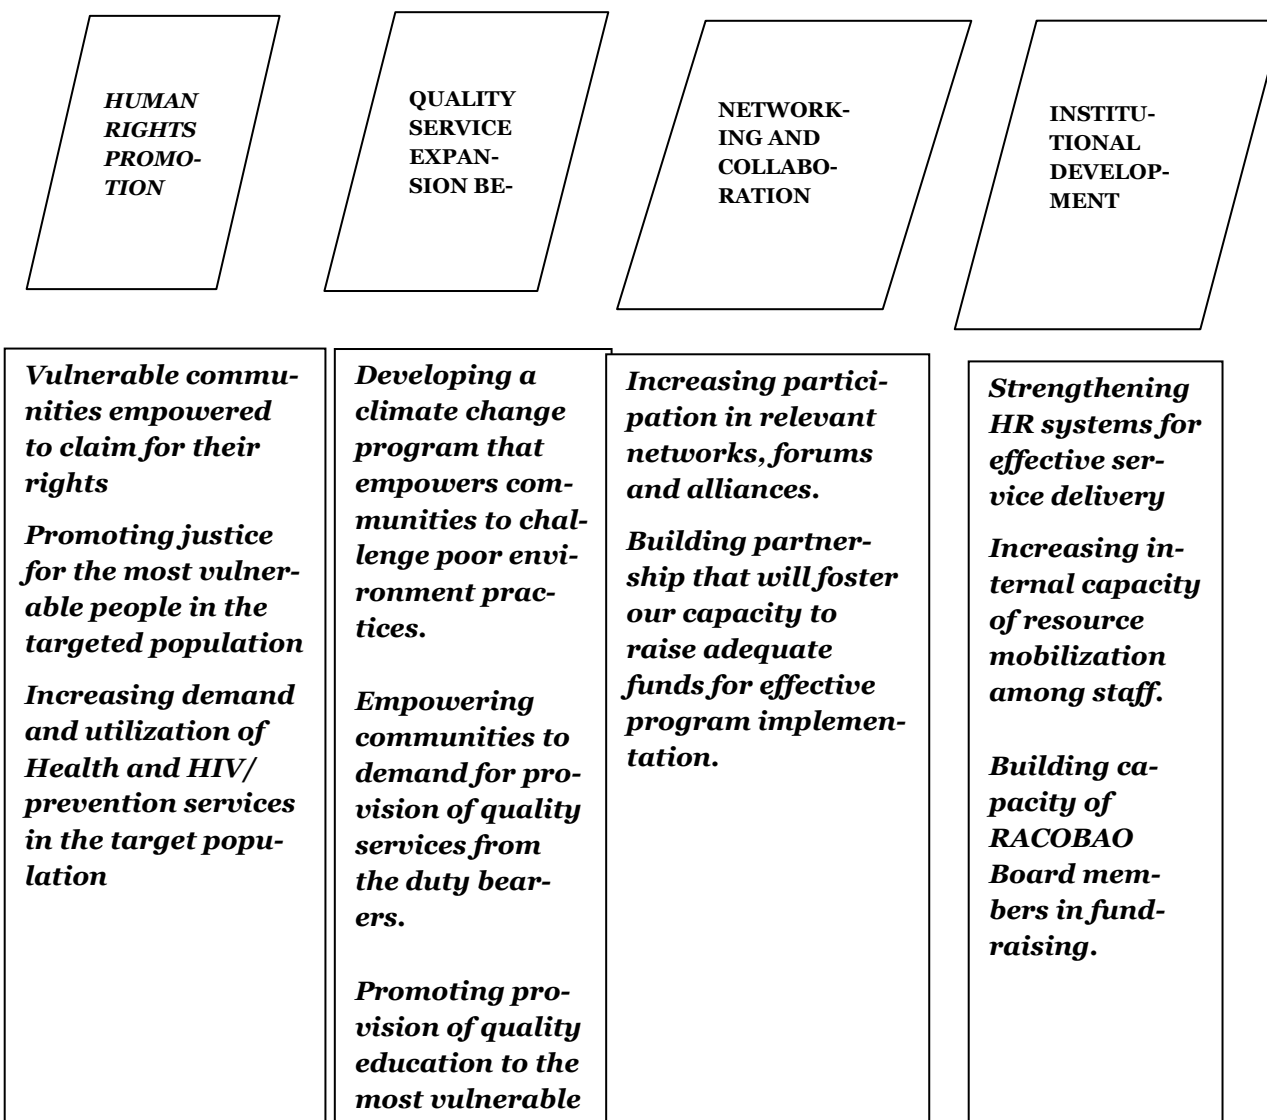 HUMAN
RIGHTS
PROMO-
TION
QUALITY
SERVICE
EXPAN-
SION BE-
NETWORK-
ING AND
COLLABO-
RATION
INSTITU-
TIONAL
DEVELOP-
MENT
Vulnerable commu-
nities empowered
to claim for their
rights
Promoting justice
for the most vulner-
able people in the
targeted population
Increasing demand
and utilization of
Health and HIV/
prevention services
in the target popu-
lation
Developing a
climate change
program that
empowers com-
munities to chal-
lenge poor envi-
ronment prac-
tices.
Empowering
communities to
demand for pro-
vision of quality
services from
the duty bear-
ers.
Promoting pro-
vision of quality
education to the
most vulnerable
Increasing partici-
pation in relevant
networks, forums
and alliances.
Building partner-
ship that will foster
our capacity to
raise adequate
funds for effective
program implemen-
tation.
Strengthening
HR systems for
effective ser-
vice delivery
Increasing in-
ternal capacity
of resource
mobilization
among staff.
Building ca-
pacity of
RACOBAO
Board mem-
bers in fund-
raising.